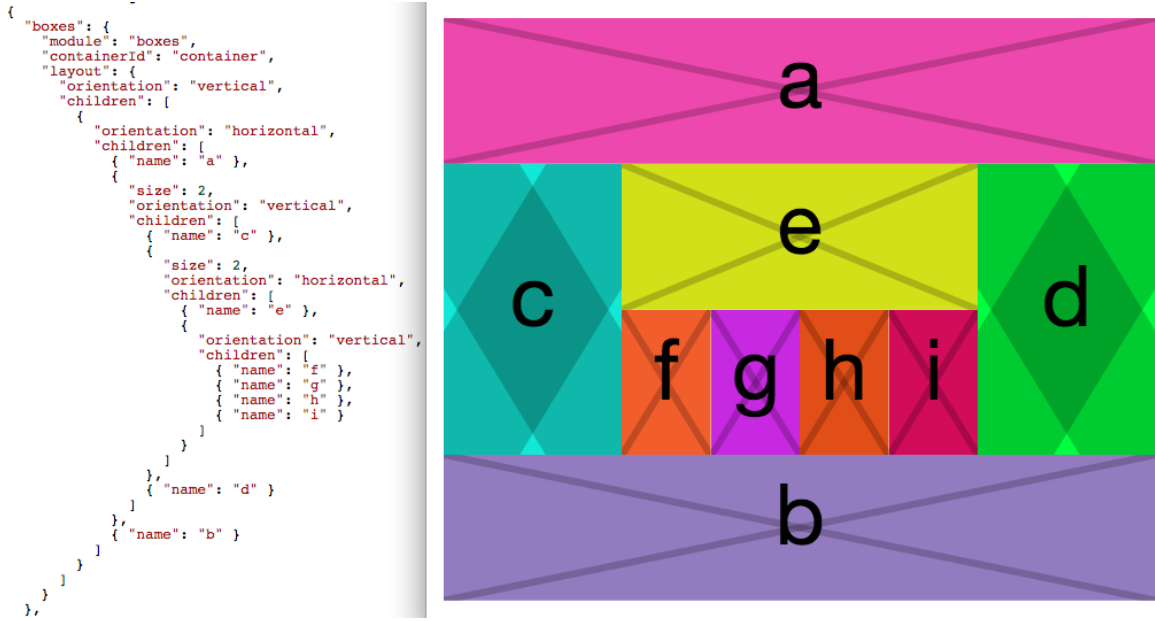 {
"boxes": {
"module": "boxes",
"containerId": "container",
"layout": {
"orientation": "vertical",
"children": [
{
"orientation": "horizontal",
"children": [
{ "name": "a" },
{
"size": 2,
"orientation": "vertical",
"children": [
{ "name": "c" },
{
"size": 2,
"orientation": "horizontal",
"children": [
{ "name": "e" },
{
"orientation": "vertical",
"children": [
{ "name": "f" },
{ "name": "g" },
{ "name": "h" },
{ "name": "i" }
]
}
]
},
{ "name": "d" }
]
},
{ "name": "b" }
]
}
]
}
},
a
e
c
d
f g h i
b